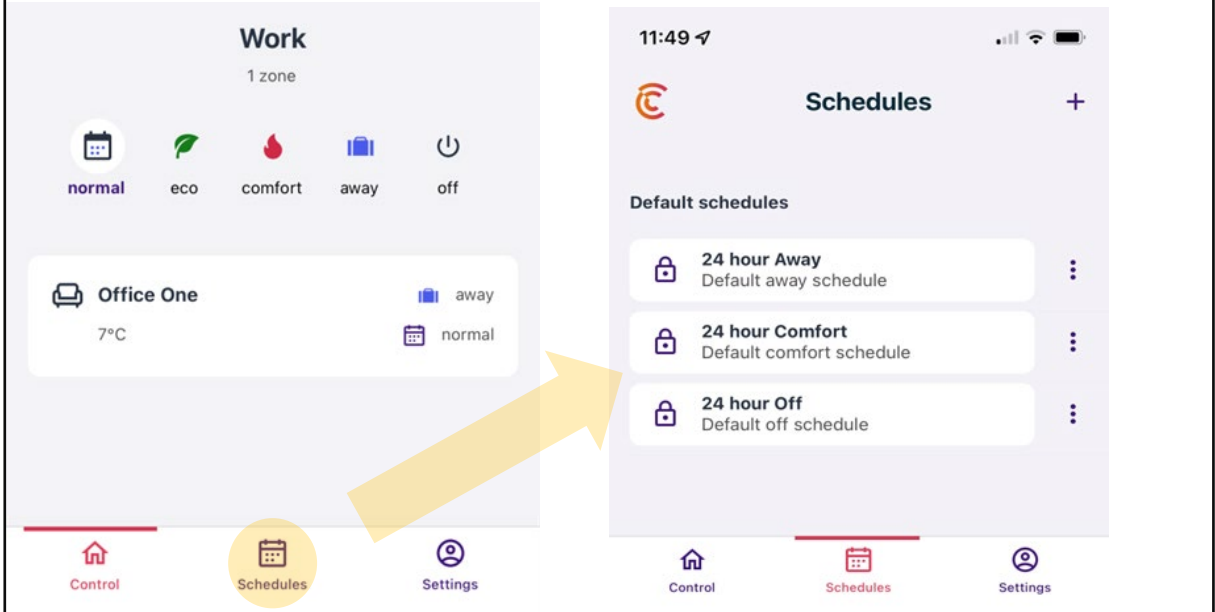 Work
1 zone
normal
eco
comfort
away
off
Office One
away
7°C
normal
Control
Schedules
Settings
11:49
Schedules
+
Default schedules
24 hour Away
Default away schedule
24 hour Comfort
Default comfort schedule
24 hour Off
Default off schedule
Control
Schedules
Settings